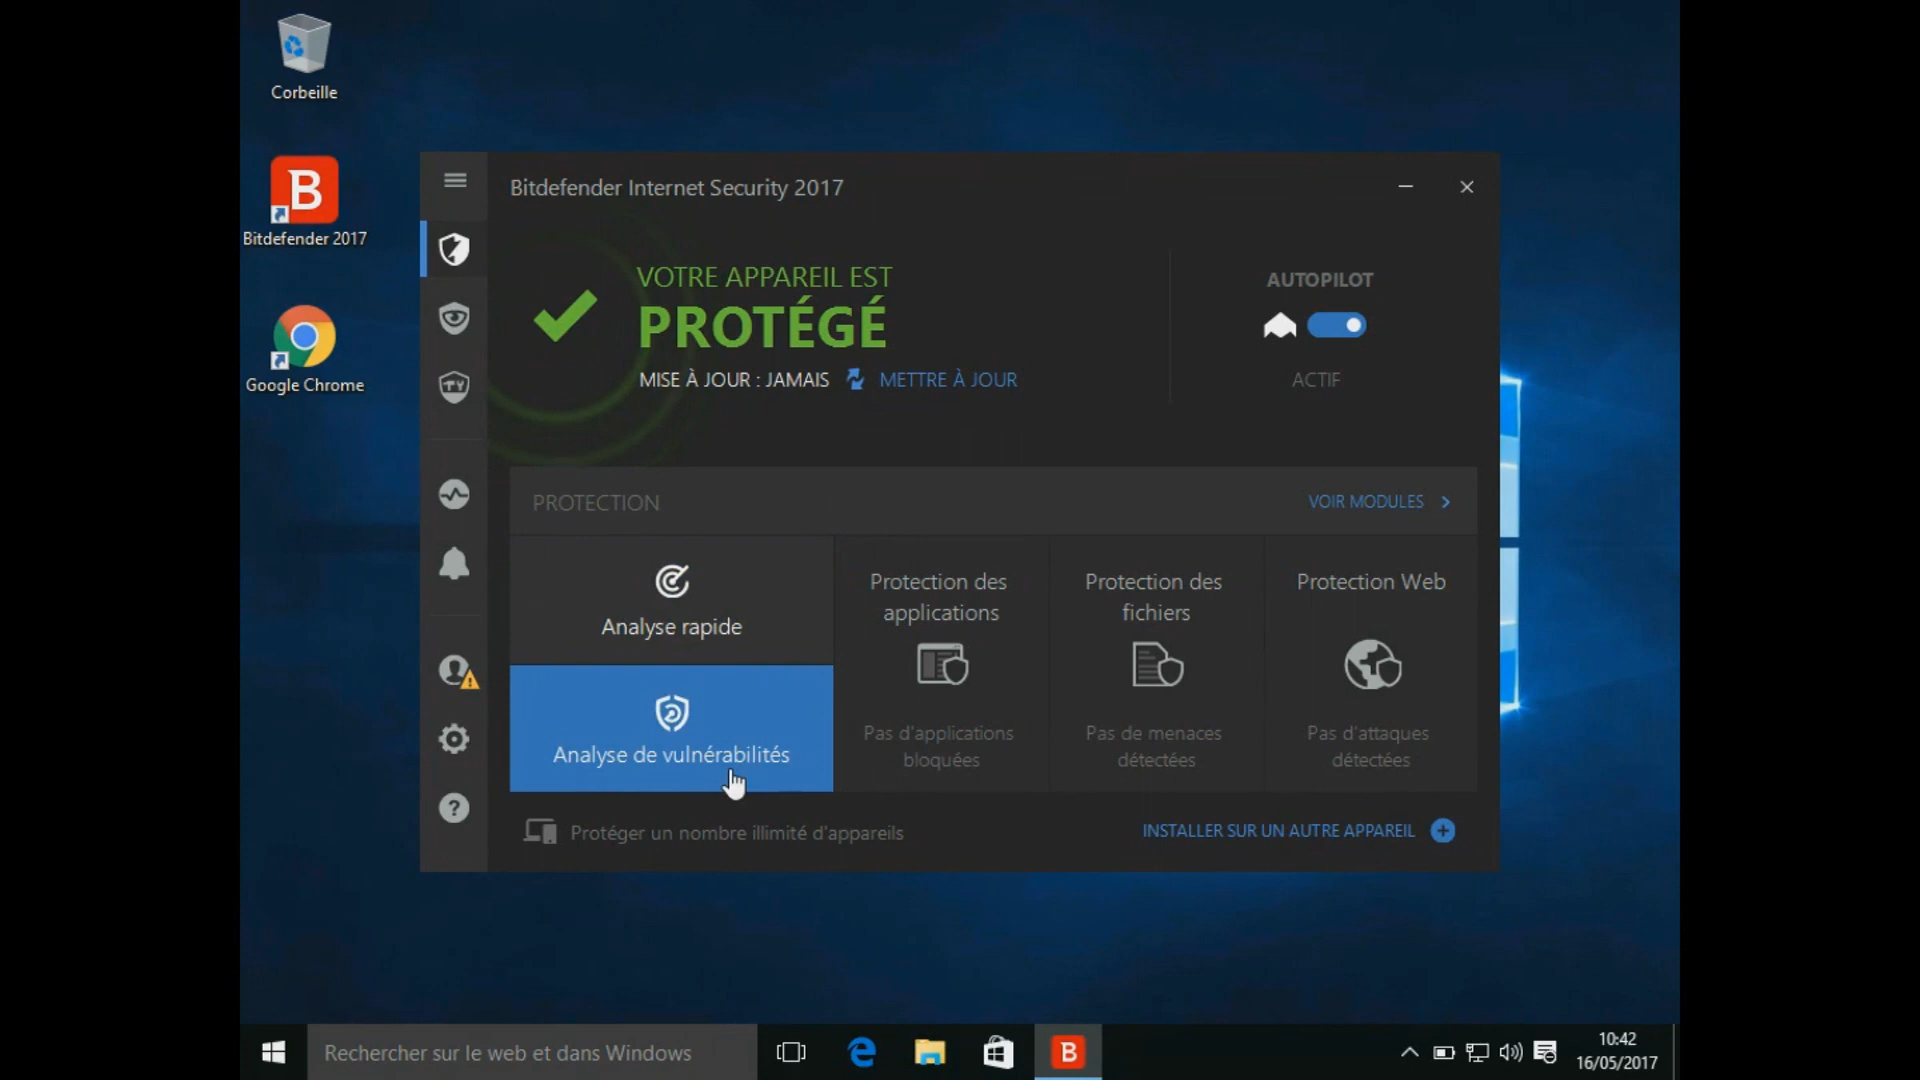 Corbeille
Bitdefender 2017
Google Chrome
Bitdefender Internet Security 2017
VOTRE APPAREIL EST
PROTÉGÉ
MISE À JOUR : JAMAIS METTRE À JOUR
AUTOPILOT
ACTIF
PROTECTION
VOIR MODULES
Analyse rapide
Analyse de vulnérabilités
Protection des
applications
Pas d'applications
bloquées
Protection des
fichiers
Pas de menaces
détectées
Protection Web
Pas d'attaques
détectées
Protéger un nombre illimité d'appareils
INSTALLER SUR UN AUTRE APPAREIL
Rechercher sur le web et dans Windows
10:42
16/05/2017